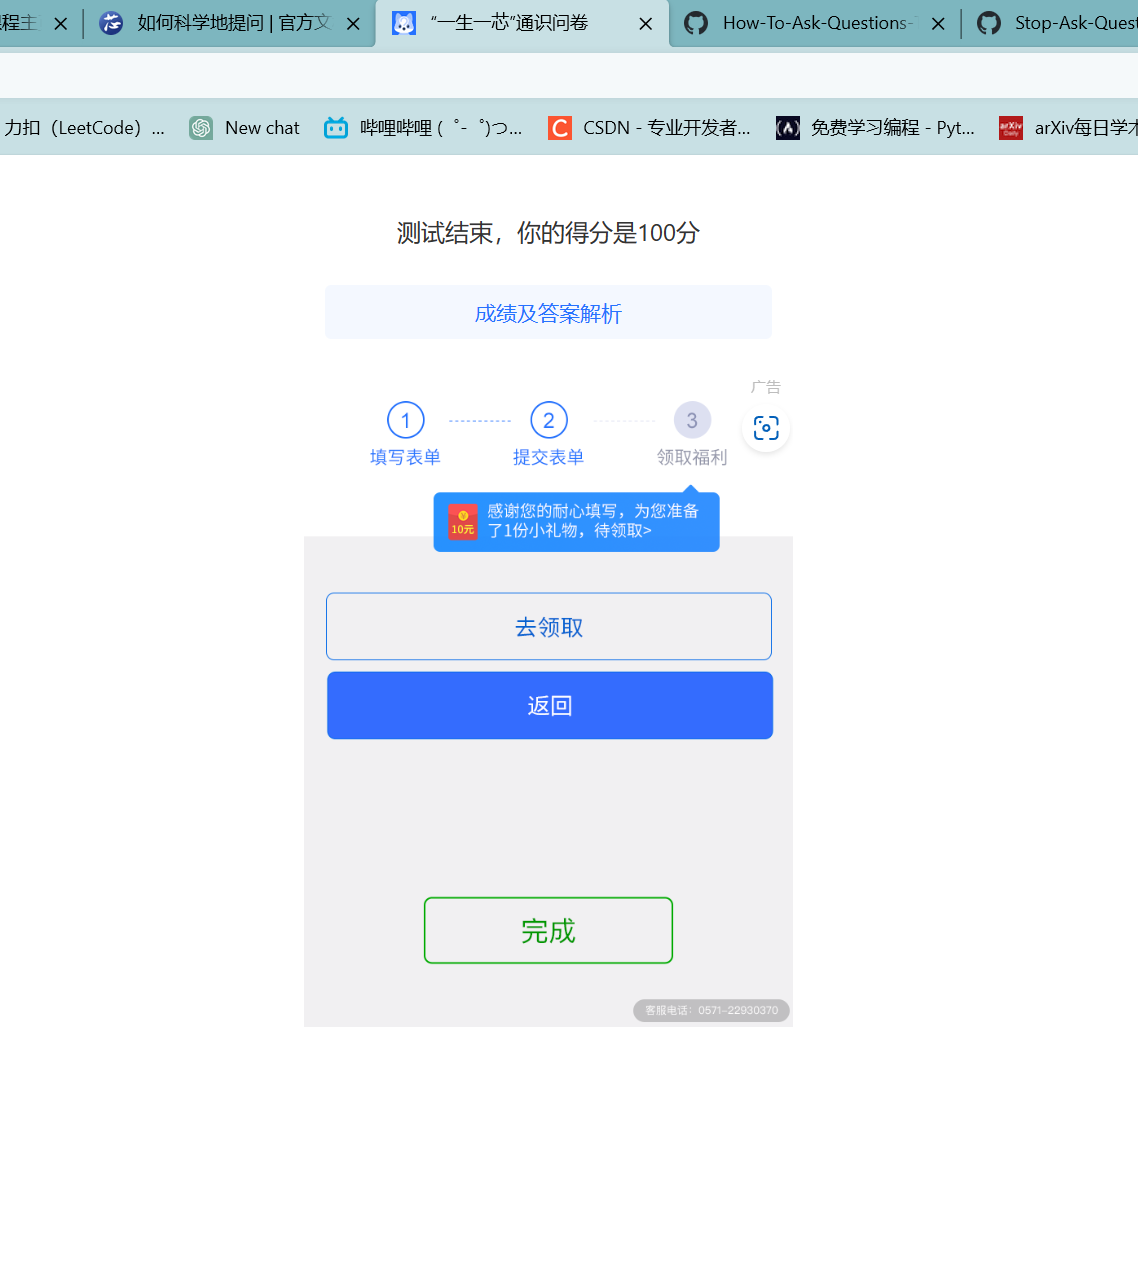 程主
如何科学地提问 | 官方文
“一生一芯”通识问卷
How-To-Ask-Questions-
Stop-Ask-Quest
力扣（LeetCode）...
New chat
哔哩哔哩 (゜-゜)つ...
CSDN - 专业开发者...
免费学习编程 - Pyt...
arXiv每日学术
测试结束，你的得分是100分
成绩及答案解析
广告
1
2
3
填写表单
提交表单
领取福利
10元
感谢您的耐心填写，为您准备
了1份小礼物，待领取>
去领取
返回
完成
客服电话：0571-22930370